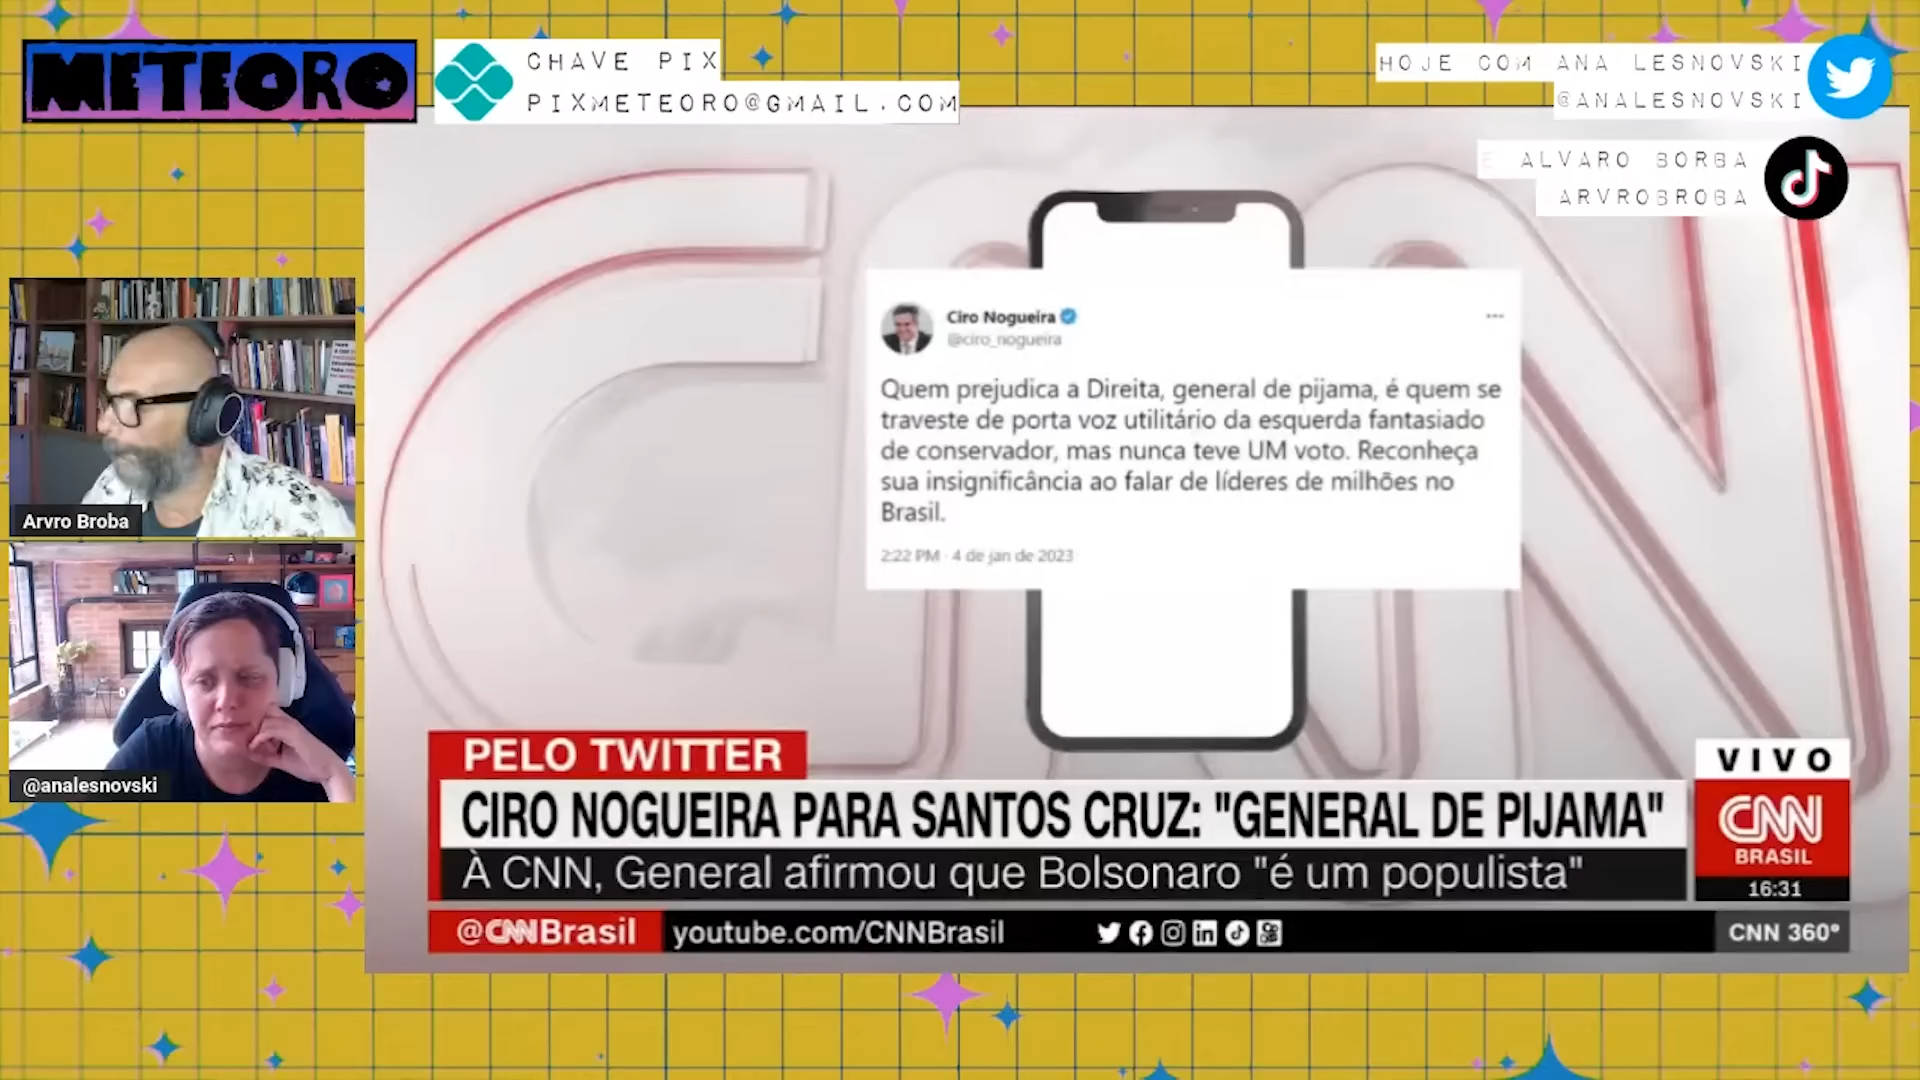 METEORO
CHAVE PIX
PIXMETEORO@GMAIL.COM
HOJE COM ANA LESNOVSKI
@ANALESNOVSKI
E ALVARO BORBA
ARVROBROBA
Ciro Nogueira
@ciro_nogueira
Quem prejudica a Direita, general de pijama, é quem se
traveste de porta voz utilitário da esquerda fantasiado
de conservador, mas nunca teve UM voto. Reconheça
sua insignificância ao falar de líderes de milhões no
Brasil.
2:22 PM · 4 de jan de 2023
Arvro Broba
@analesnovski
PELO TWITTER
CIRO NOGUEIRA PARA SANTOS CRUZ: "GENERAL DE PIJAMA"
À CNN, General afirmou que Bolsonaro "é um populista"
VIVO
CNN
BRASIL
16:31
@CNNBrasil
youtube.com/CNNBrasil
CNN 360°